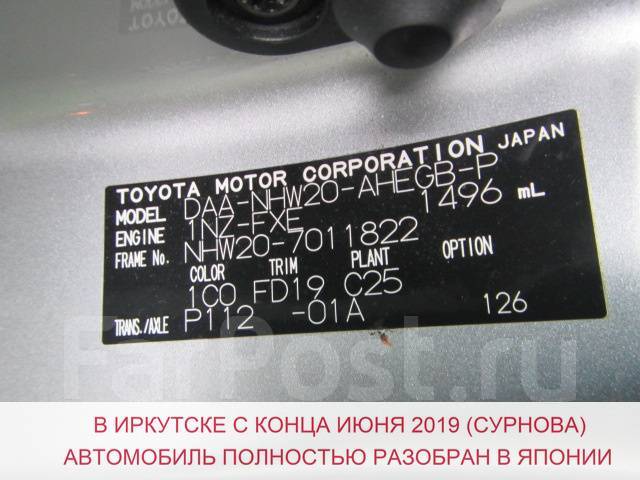 TOYOTA MOTOR CORPORATION JAPAN
MODEL DAA-NHW20-AHEGB-P
ENGINE 1NZ-FXE 1496 mL
FRAME No. NHW20-7011822
COLOR TRIM PLANT OPTION
1C0 FD19 C25
TRANS./AXLE P112 -01A 126
FarPost.ru
В ИРКУТСКЕ С КОНЦА ИЮНЯ 2019 (СУРНОВА)
АВТОМОБИЛЬ ПОЛНОСТЬЮ РАЗОБРАН В ЯПОНИИ